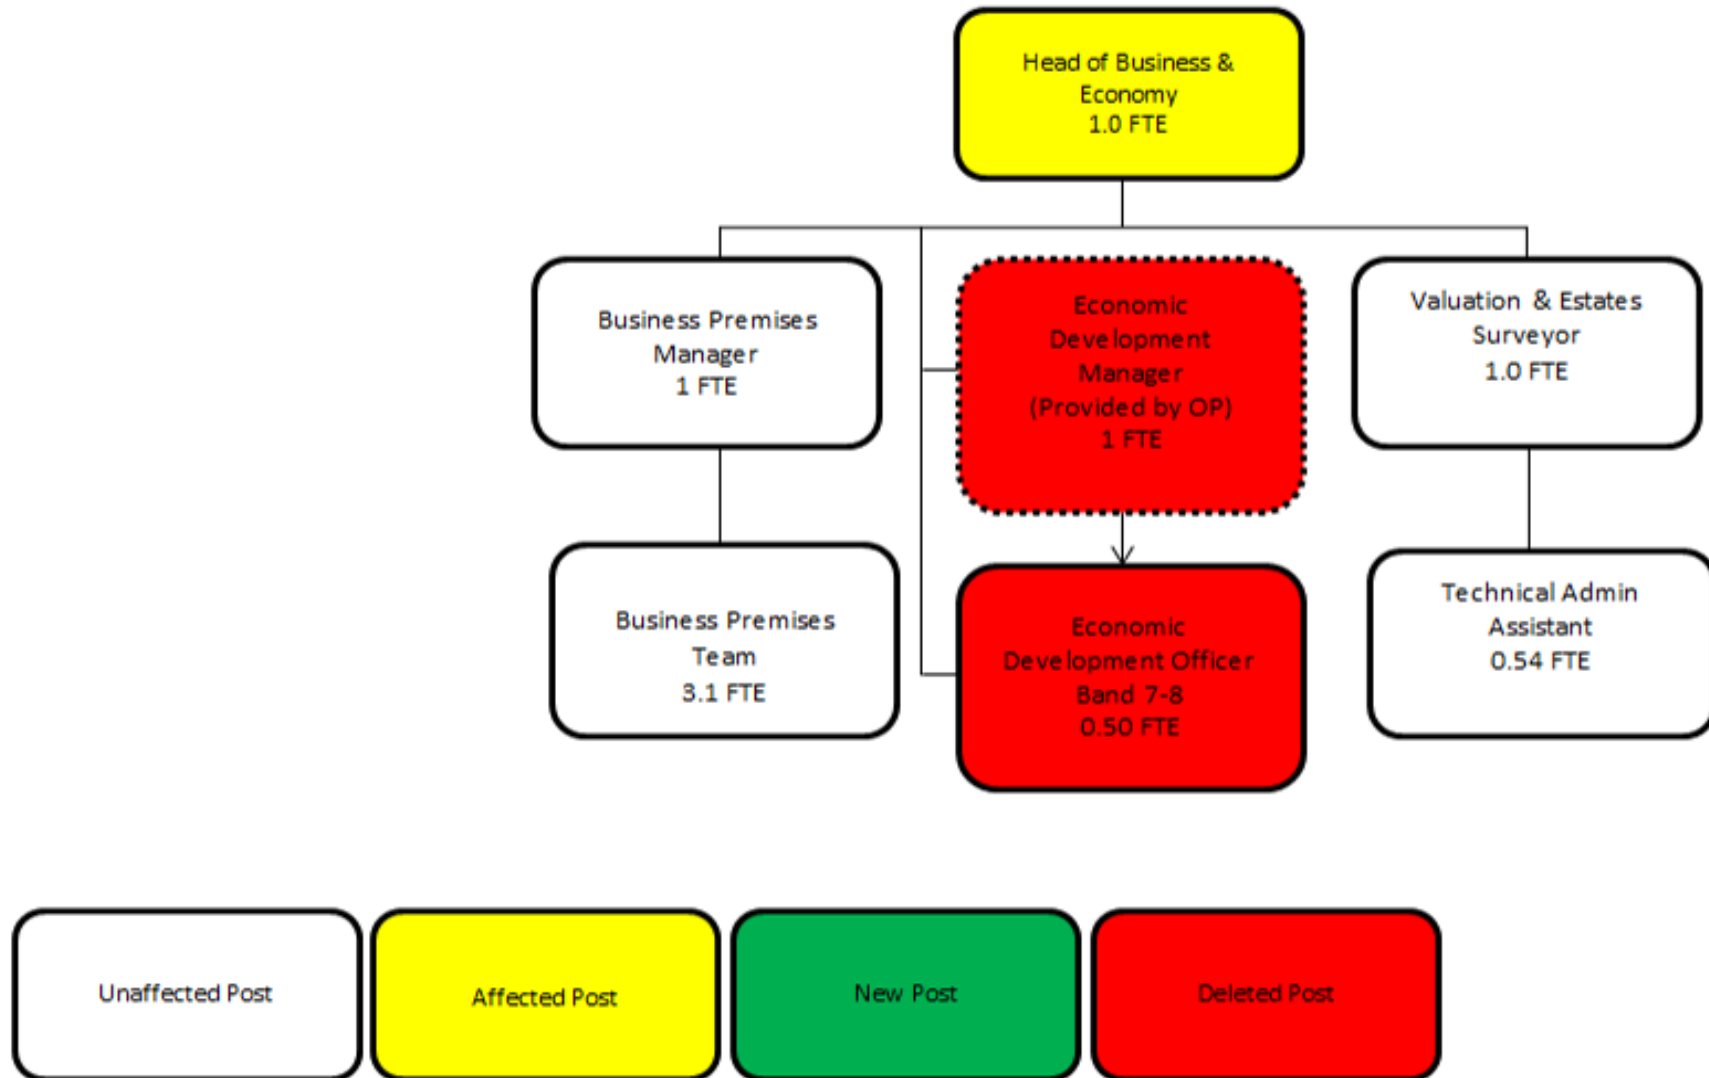 Head of Business &
Economy
1.0 FTE
Business Premises
Manager
1 FTE
Economic
Development
Manager
(Provided by OP)
1 FTE
Valuation & Estates
Surveyor
1.0 FTE
Business Premises
Team
3.1 FTE
Economic
Development Officer
Band 7-8
0.50 FTE
Technical Admin
Assistant
0.54 FTE
Unaffected Post
Affected Post
New Post
Deleted Post